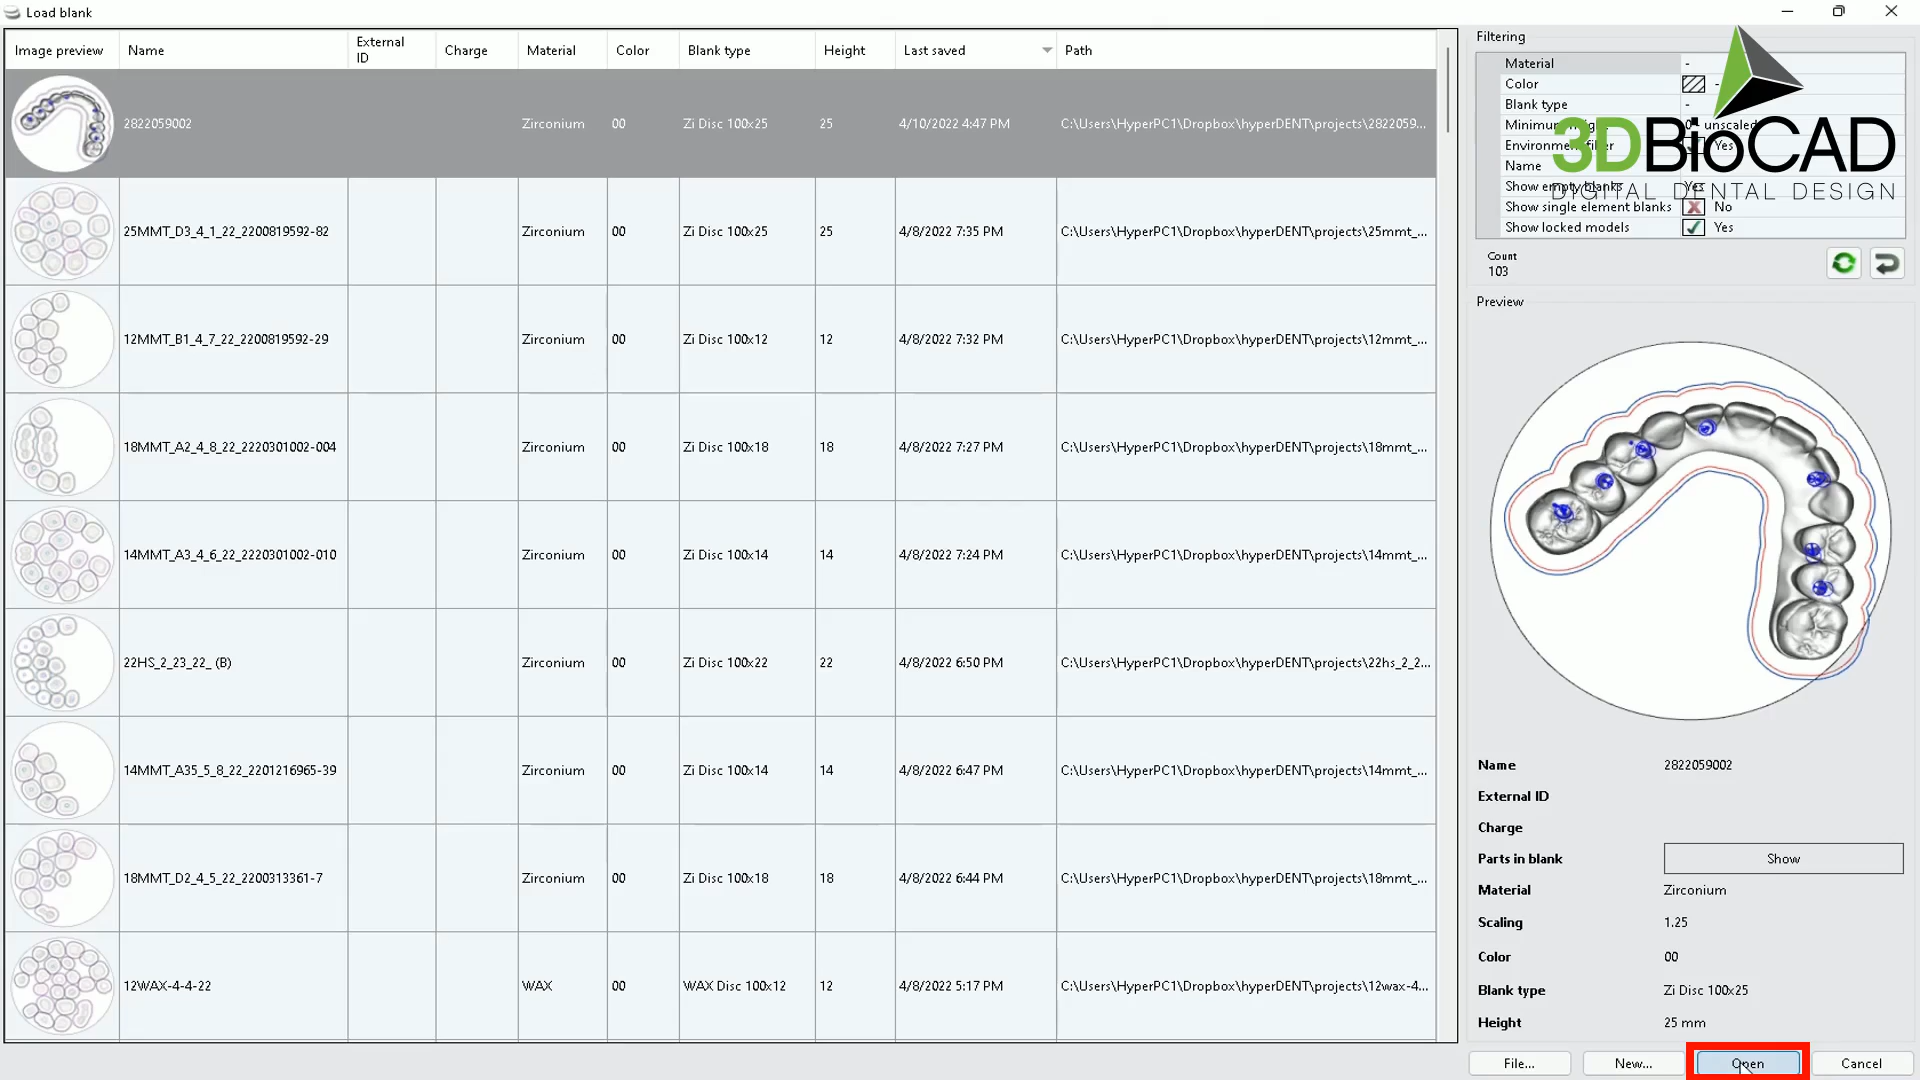 Load blank
Image preview Name External ID Charge Material Color Blank type Height Last saved Path
2822059002 Zirconium 00 Zi Disc 100x25 25 4/10/2022 4:47 PM C:\Users\HyperPC1\Dropbox\hyperDENT\projects\2822059...
25MMT_D3_4_1_22_2200819592-82 Zirconium 00 Zi Disc 100x25 25 4/8/2022 7:35 PM C:\Users\HyperPC1\Dropbox\hyperDENT\projects\25mmt_...
12MMT_B1_4_7_22_2200819592-29 Zirconium 00 Zi Disc 100x12 12 4/8/2022 7:32 PM C:\Users\HyperPC1\Dropbox\hyperDENT\projects\12mmt_...
18MMT_A2_4_8_22_2220301002-004 Zirconium 00 Zi Disc 100x18 18 4/8/2022 7:27 PM C:\Users\HyperPC1\Dropbox\hyperDENT\projects\18mmt_...
14MMT_A3_4_6_22_2220301002-010 Zirconium 00 Zi Disc 100x14 14 4/8/2022 7:24 PM C:\Users\HyperPC1\Dropbox\hyperDENT\projects\14mmt_...
22HS_2_23_22_ (B) Zirconium 00 Zi Disc 100x22 22 4/8/2022 6:50 PM C:\Users\HyperPC1\Dropbox\hyperDENT\projects\22hs_2_2...
14MMT_A35_5_8_22_2201216965-39 Zirconium 00 Zi Disc 100x14 14 4/8/2022 6:47 PM C:\Users\HyperPC1\Dropbox\hyperDENT\projects\14mmt_...
18MMT_D2_4_5_22_2200313361-7 Zirconium 00 Zi Disc 100x18 18 4/8/2022 6:44 PM C:\Users\HyperPC1\Dropbox\hyperDENT\projects\18mmt_...
12WAX-4-4-22 WAX 00 WAX Disc 100x12 12 4/8/2022 5:17 PM C:\Users\HyperPC1\Dropbox\hyperDENT\projects\12wax-4...
Filtering
Material -
Color -
Blank type -
unscaled
Yes
Name
Show empty blanks Yes
Show single element blanks No
Show locked models Yes
3DBioCAD
DIGITAL DENTAL DESIGN
Count
103
Preview
Name 2822059002
External ID
Charge
Parts in blank Show
Material Zirconium
Scaling 1.25
Color 00
Blank type Zi Disc 100x25
Height 25 mm
File... New... Open Cancel